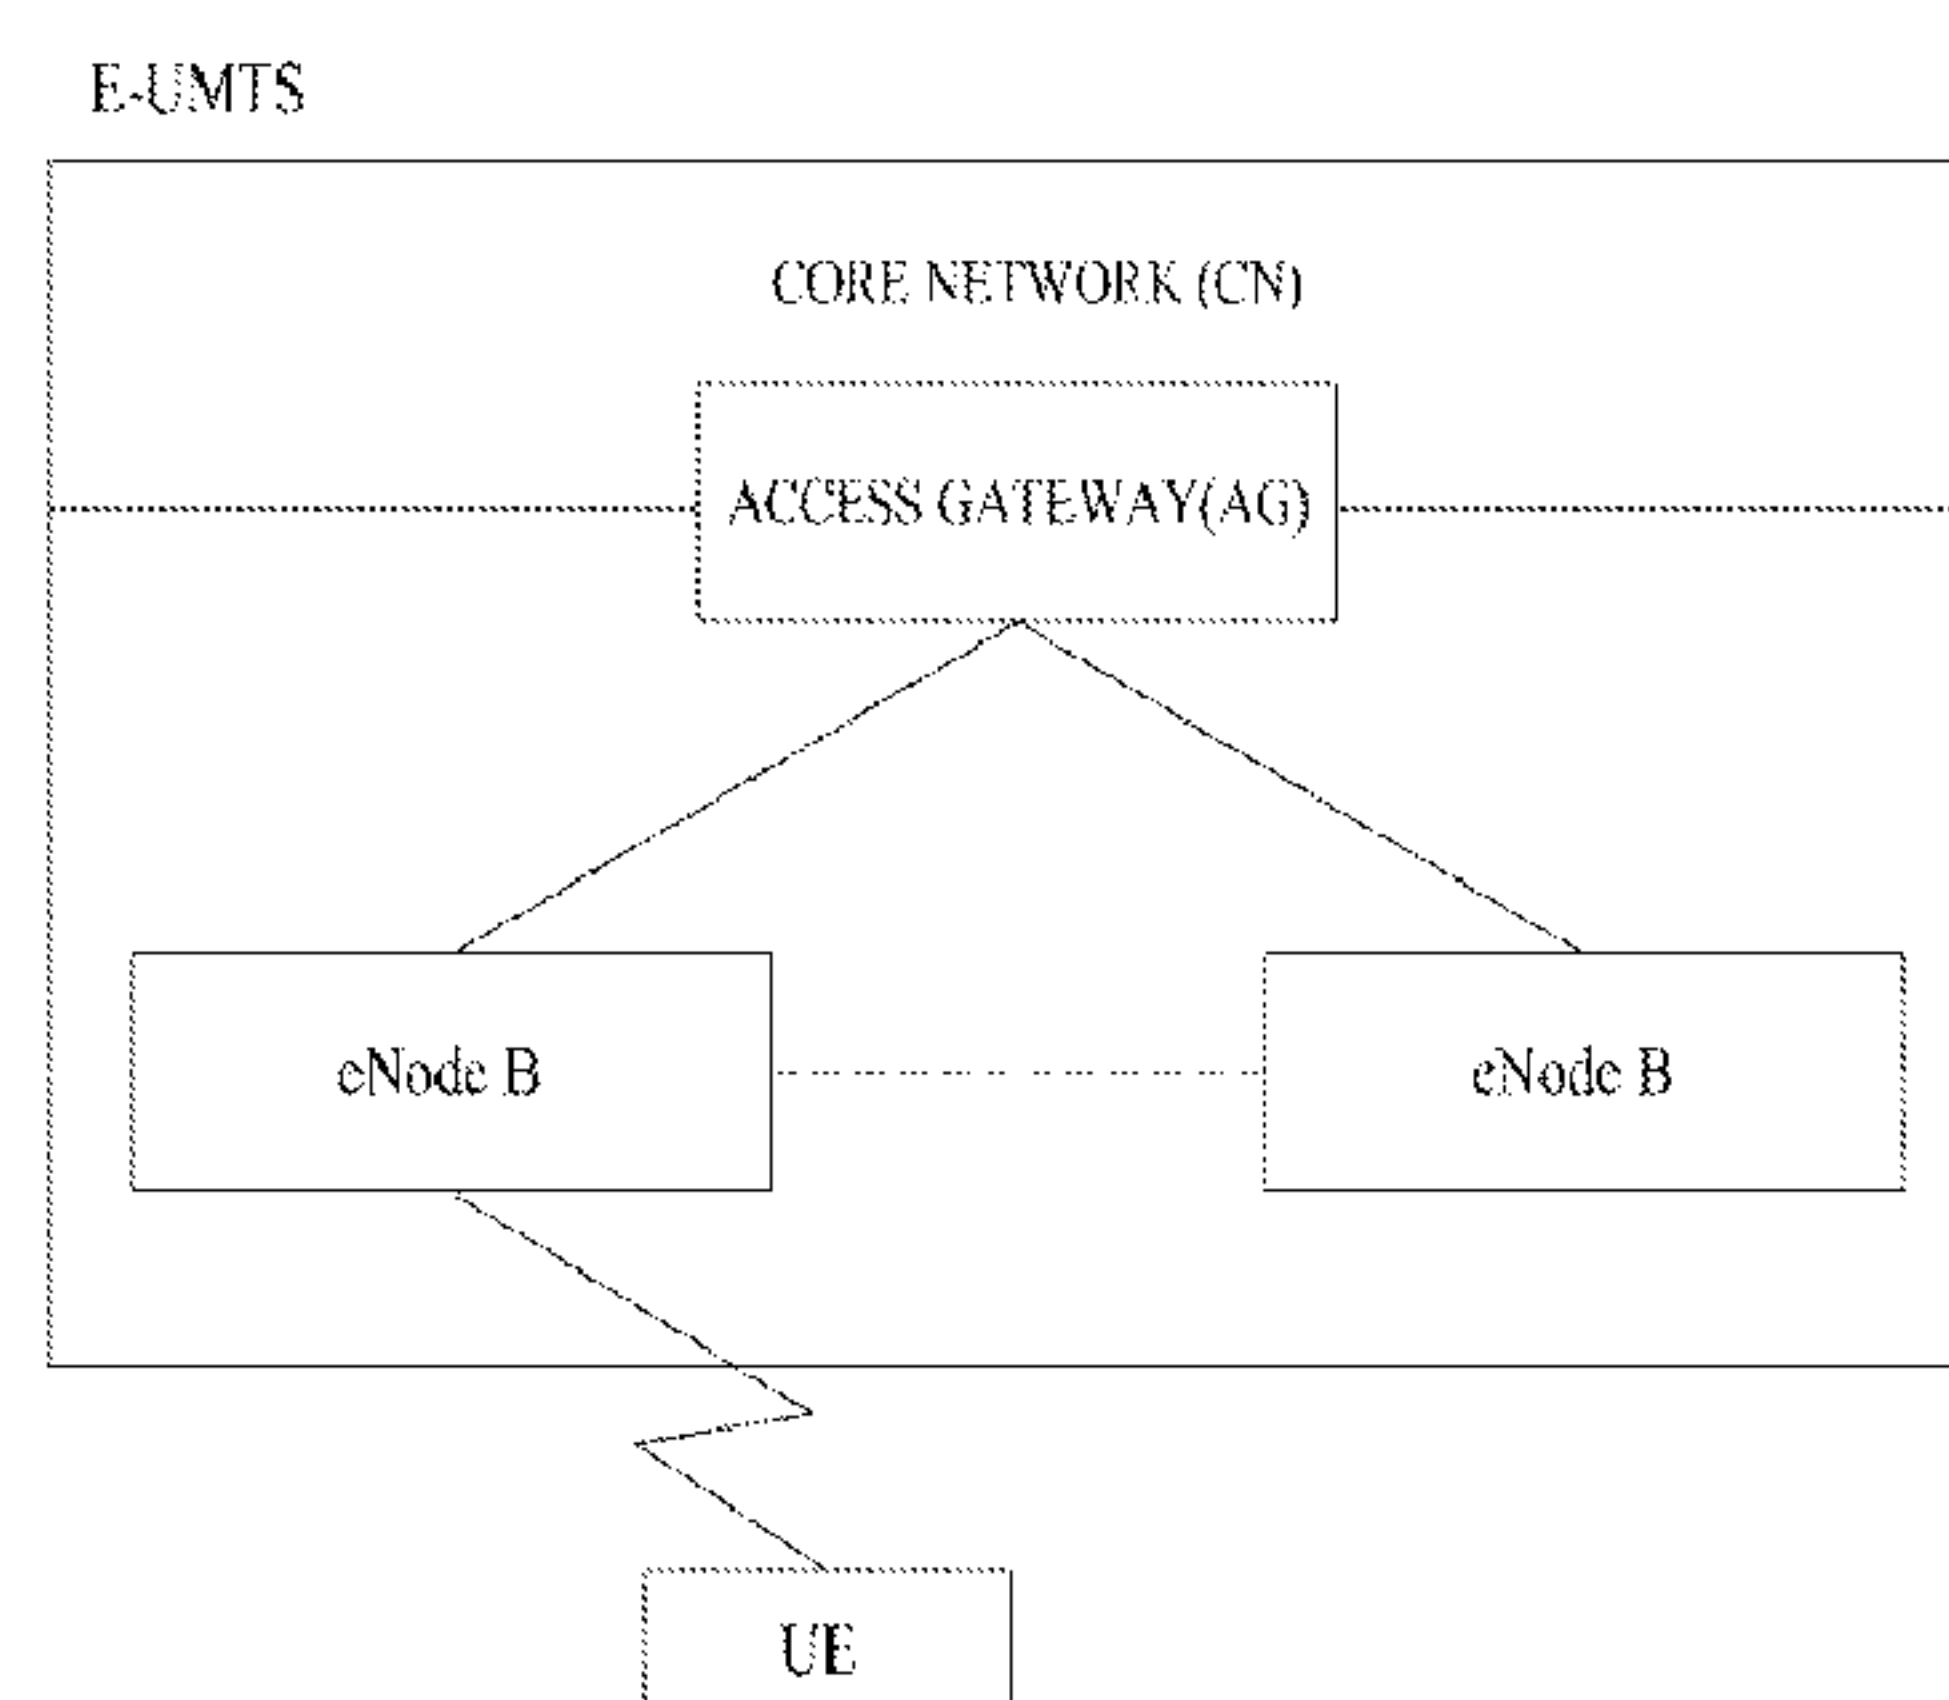 E-UMTS
CORE NETWORK (CN)
ACCESS GATEWAY(AG)
eNode B
eNode B
UE